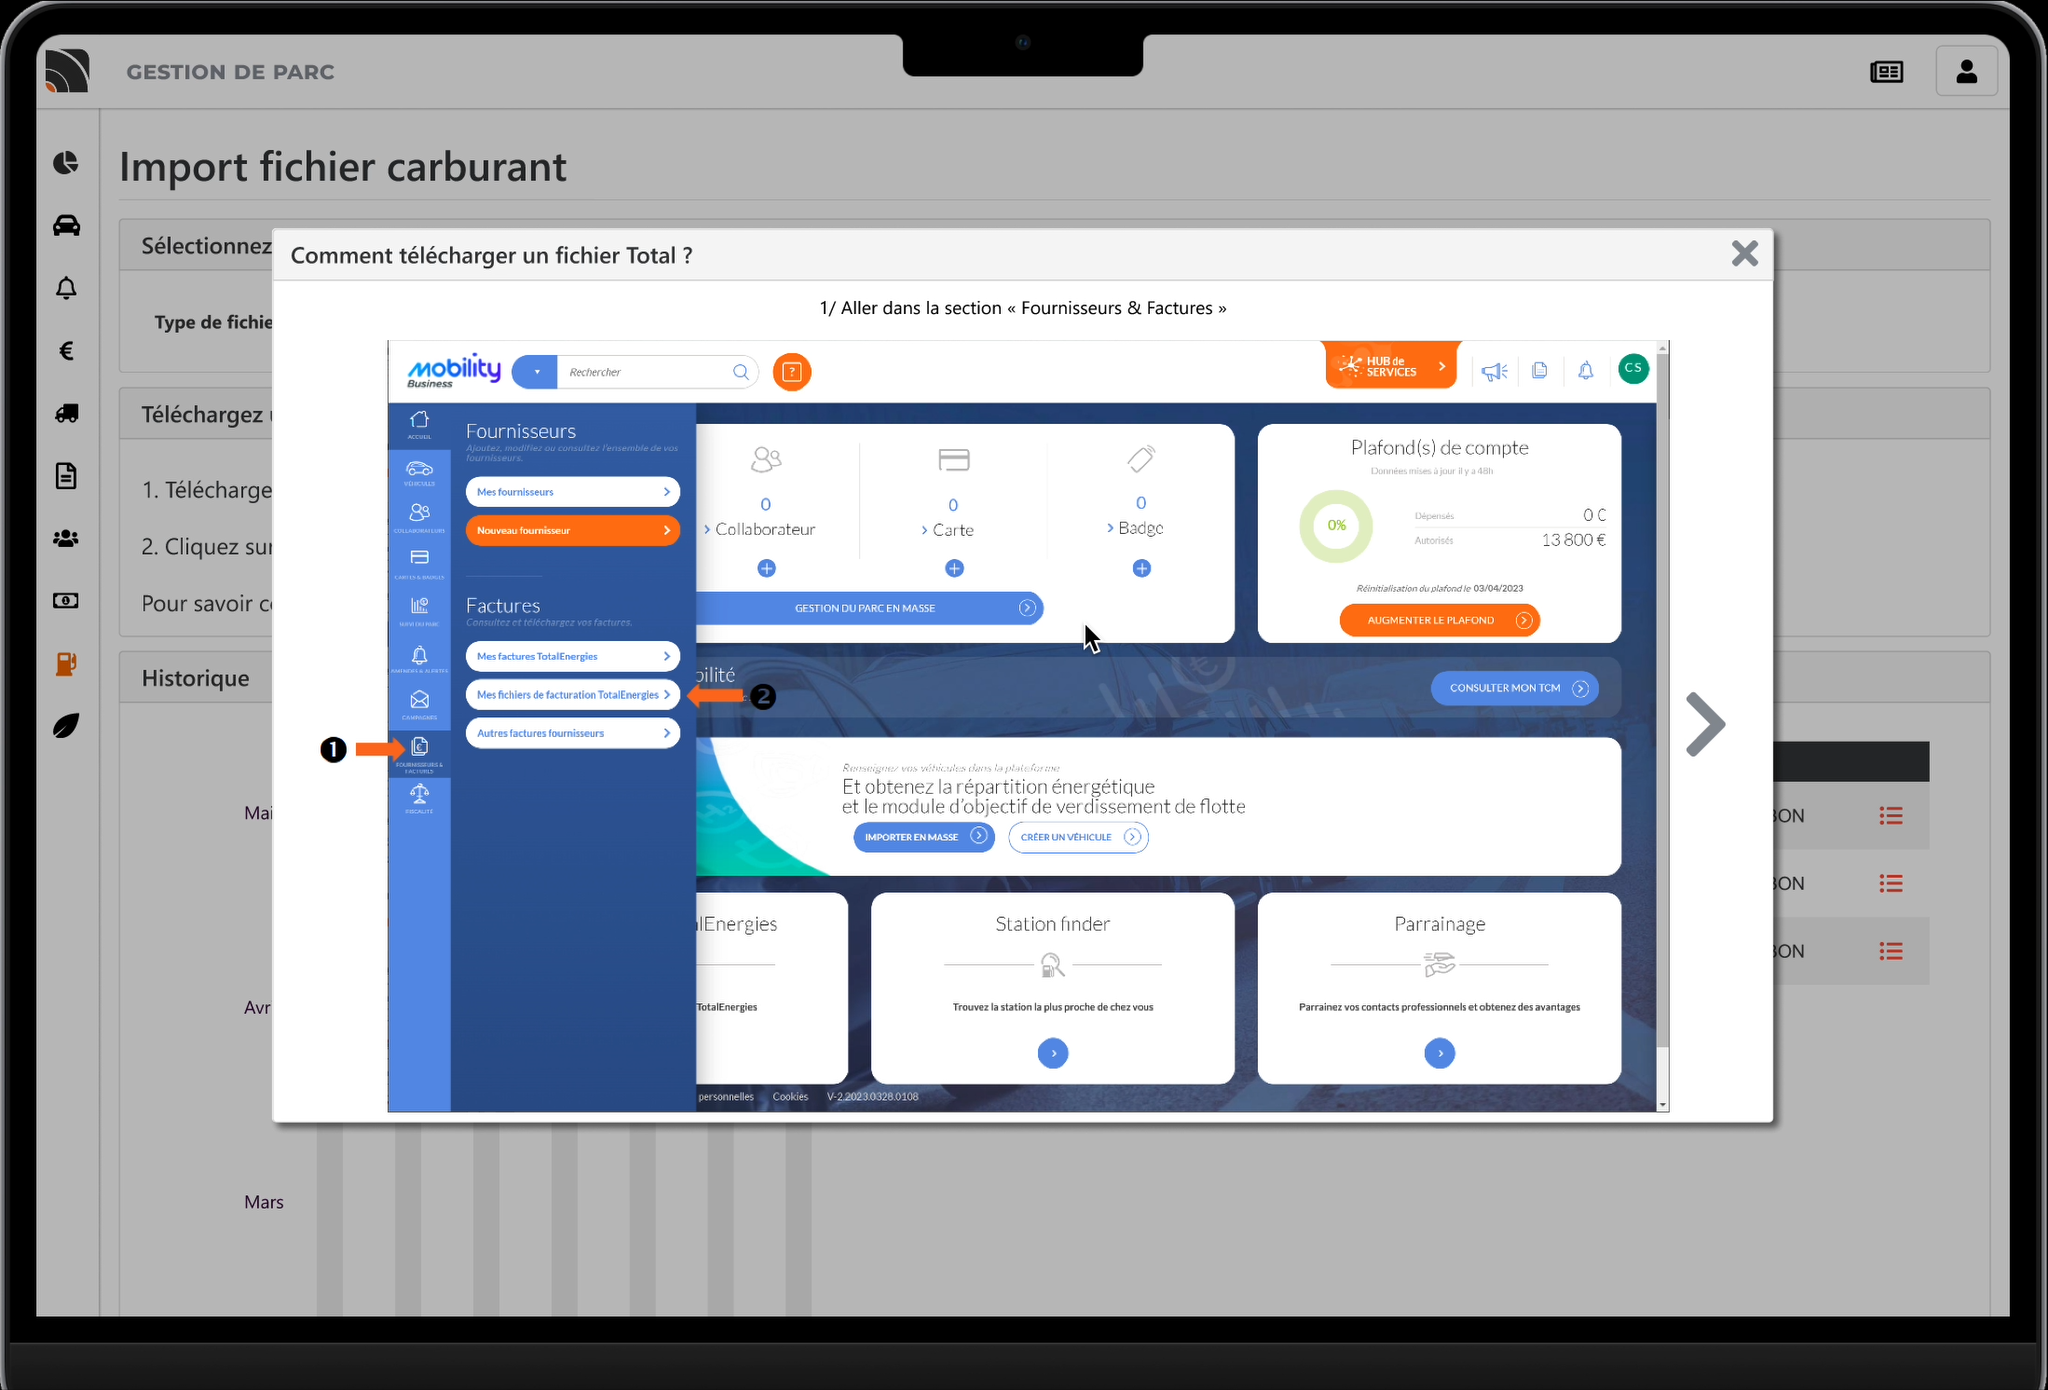 GESTION DE PARC
Import fichier carburant
Sélectionnez
Type de fichie
Téléchargez
1. Télécharge
2. Cliquez sur
Pour savoir c
Historique
Mai
Avr
Mars
BON
BON
BON
Comment télécharger un fichier Total ?
1/ Aller dans la section « Fournisseurs & Factures »
mobility
Business
Rechercher
?
HUB de
SERVICES
CS
ACCUEIL
VÉHICULES
COLLABORATEURS
CARTES & BADGES
SUIVI DU PARC
AMENDES & ALERTES
CAMPAGNES
FOURNISSEURS &
FACTURES
FISCALITÉ
1
Fournisseurs
Ajoutez, modifiez ou consultez l'ensemble de vos
fournisseurs.
Mes fournisseurs
Nouveau fournisseur
Factures
Consultez et téléchargez vos factures.
Mes factures TotalEnergies
Mes fichiers de facturation TotalEnergies
2
Autres factures fournisseurs
0
Collaborateur
0
Carte
0
Badge
GESTION DU PARC EN MASSE
Plafond(s) de compte
Données mises à jour il y a 48h
0%
Dépensés
0 €
Autorisés
13 800 €
Réinitialisation du plafond le 03/04/2023
AUGMENTER LE PLAFOND
bilité
CONSULTER MON TCM
Renseignez vos véhicules dans la plateforme
Et obtenez la répartition énergétique
et le module d'objectif de verdissement de flotte
IMPORTER EN MASSE
CRÉER UN VÉHICULE
alEnergies
TotalEnergies
Station finder
Trouvez la station la plus proche de chez vous
Parrainage
Parrainez vos contacts professionnels et obtenez des avantages
personnelles
Cookies
V-2.2023.0328.0108